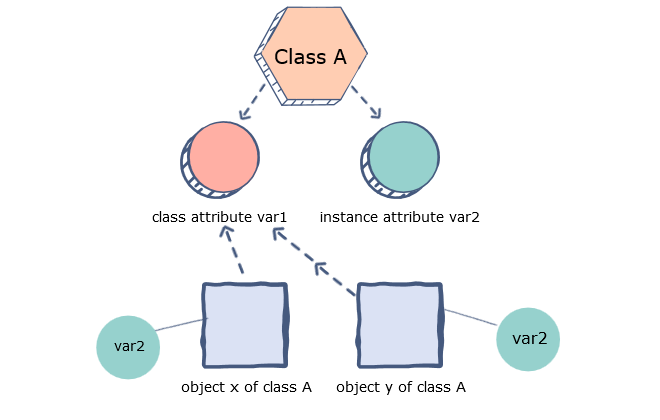 Class A
class attribute var1
instance attribute var2
var2
var2
object x of class A
object y of class A